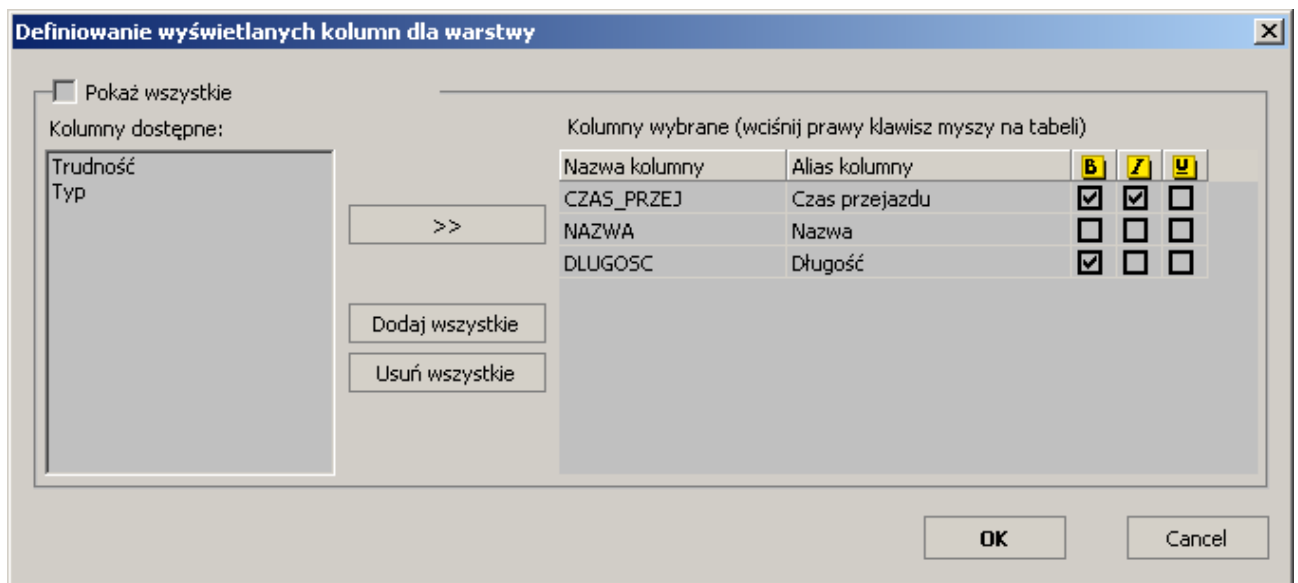 Definiowanie wyświetlanych kolumn dla warstwy
Pokaż wszystkie
Kolumny dostępne:
Trudność
Typ
>>
Dodaj wszystkie
Usuń wszystkie
Kolumny wybrane (wciśnij prawy klawisz myszy na tabeli)
Nazwa kolumny Alias kolumny B I U
CZAS_PRZEJ Czas przejazdu
NAZWA Nazwa
DLUGOSC Długość
OK Cancel